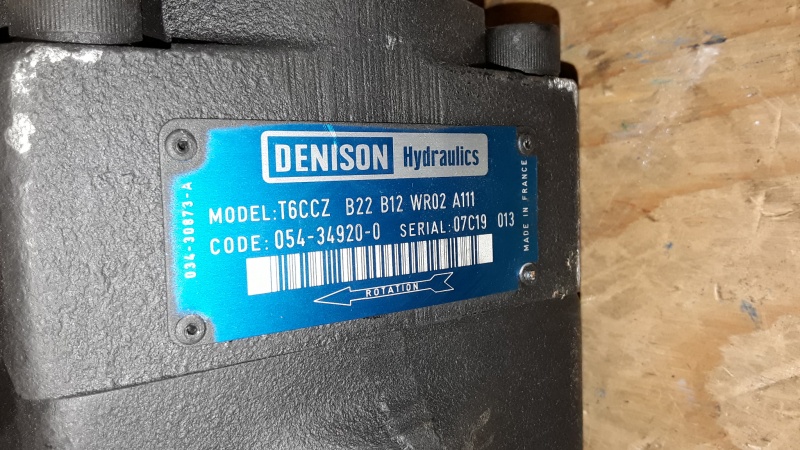 DENISON Hydraulics
MODEL: T6CCZ B22 B12 WR02 A111
CODE: 054-34920-0 SERIAL: 07C19 013
ROTATION
034-30873-A
MADE IN FRANCE